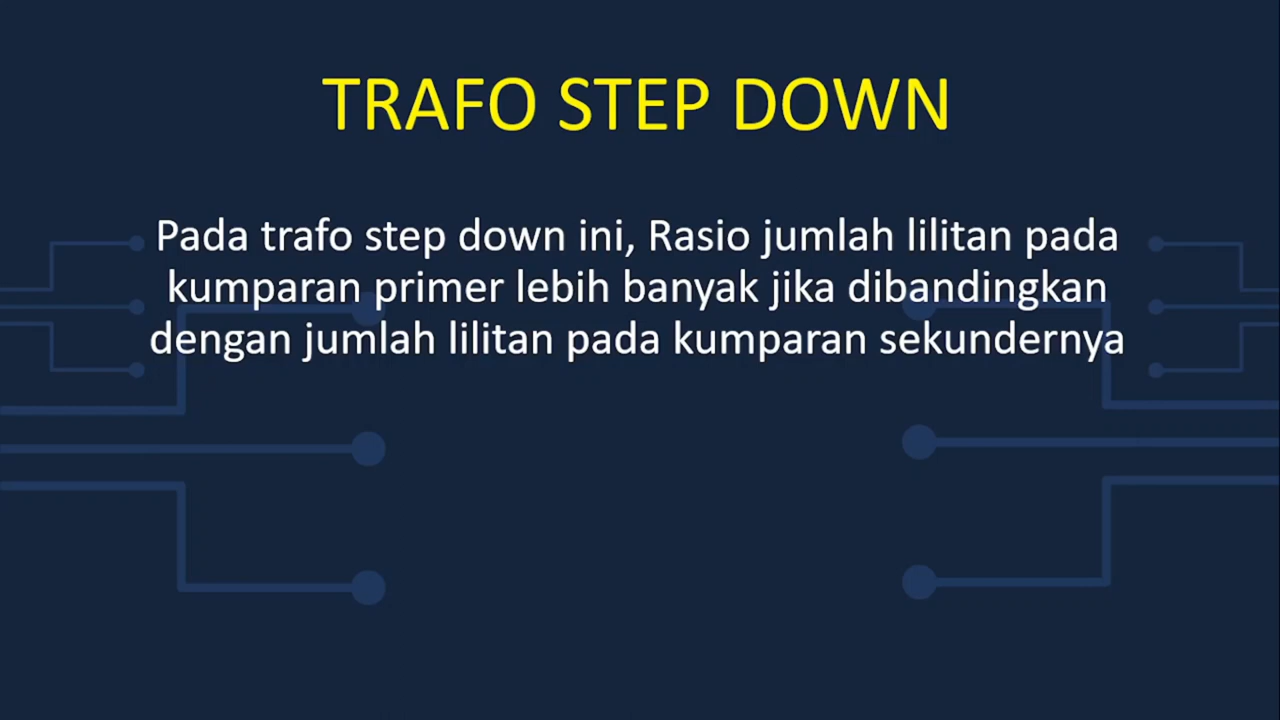 TRAFO STEP DOWN
Pada trafo step down ini, Rasio jumlah lilitan pada
kumparan primer lebih banyak jika dibandingkan
dengan jumlah lilitan pada kumparan sekundernya